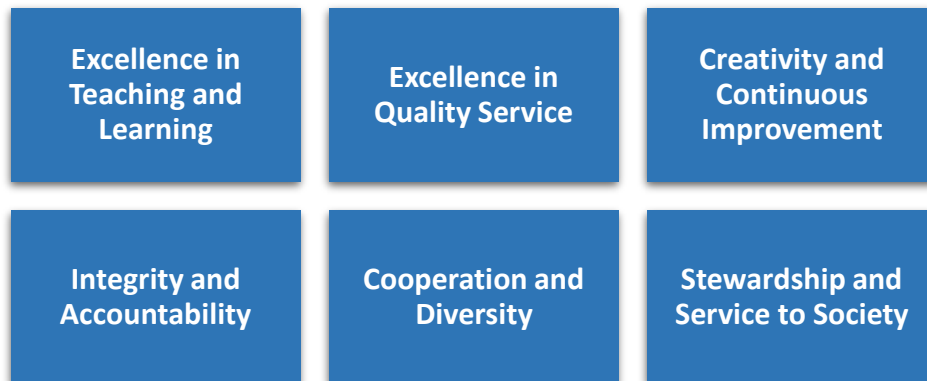 Excellence in
Teaching and
Learning
Excellence in
Quality Service
Creativity and
Continuous
Improvement
Integrity and
Accountability
Cooperation and
Diversity
Stewardship and
Service to Society